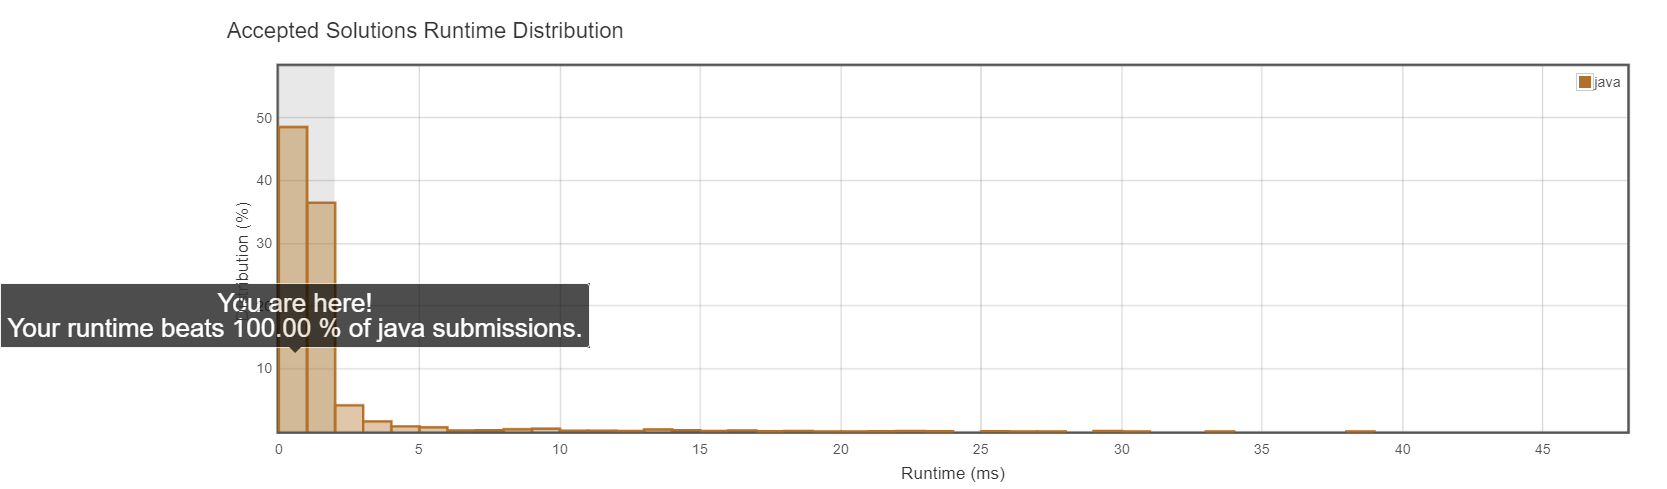 Accepted Solutions Runtime Distribution
java
50
40
30
You are here!
Your runtime beats 100.00 % of java submissions.
10
0 5 10 15 20 25 30 35 40 45
Runtime (ms)